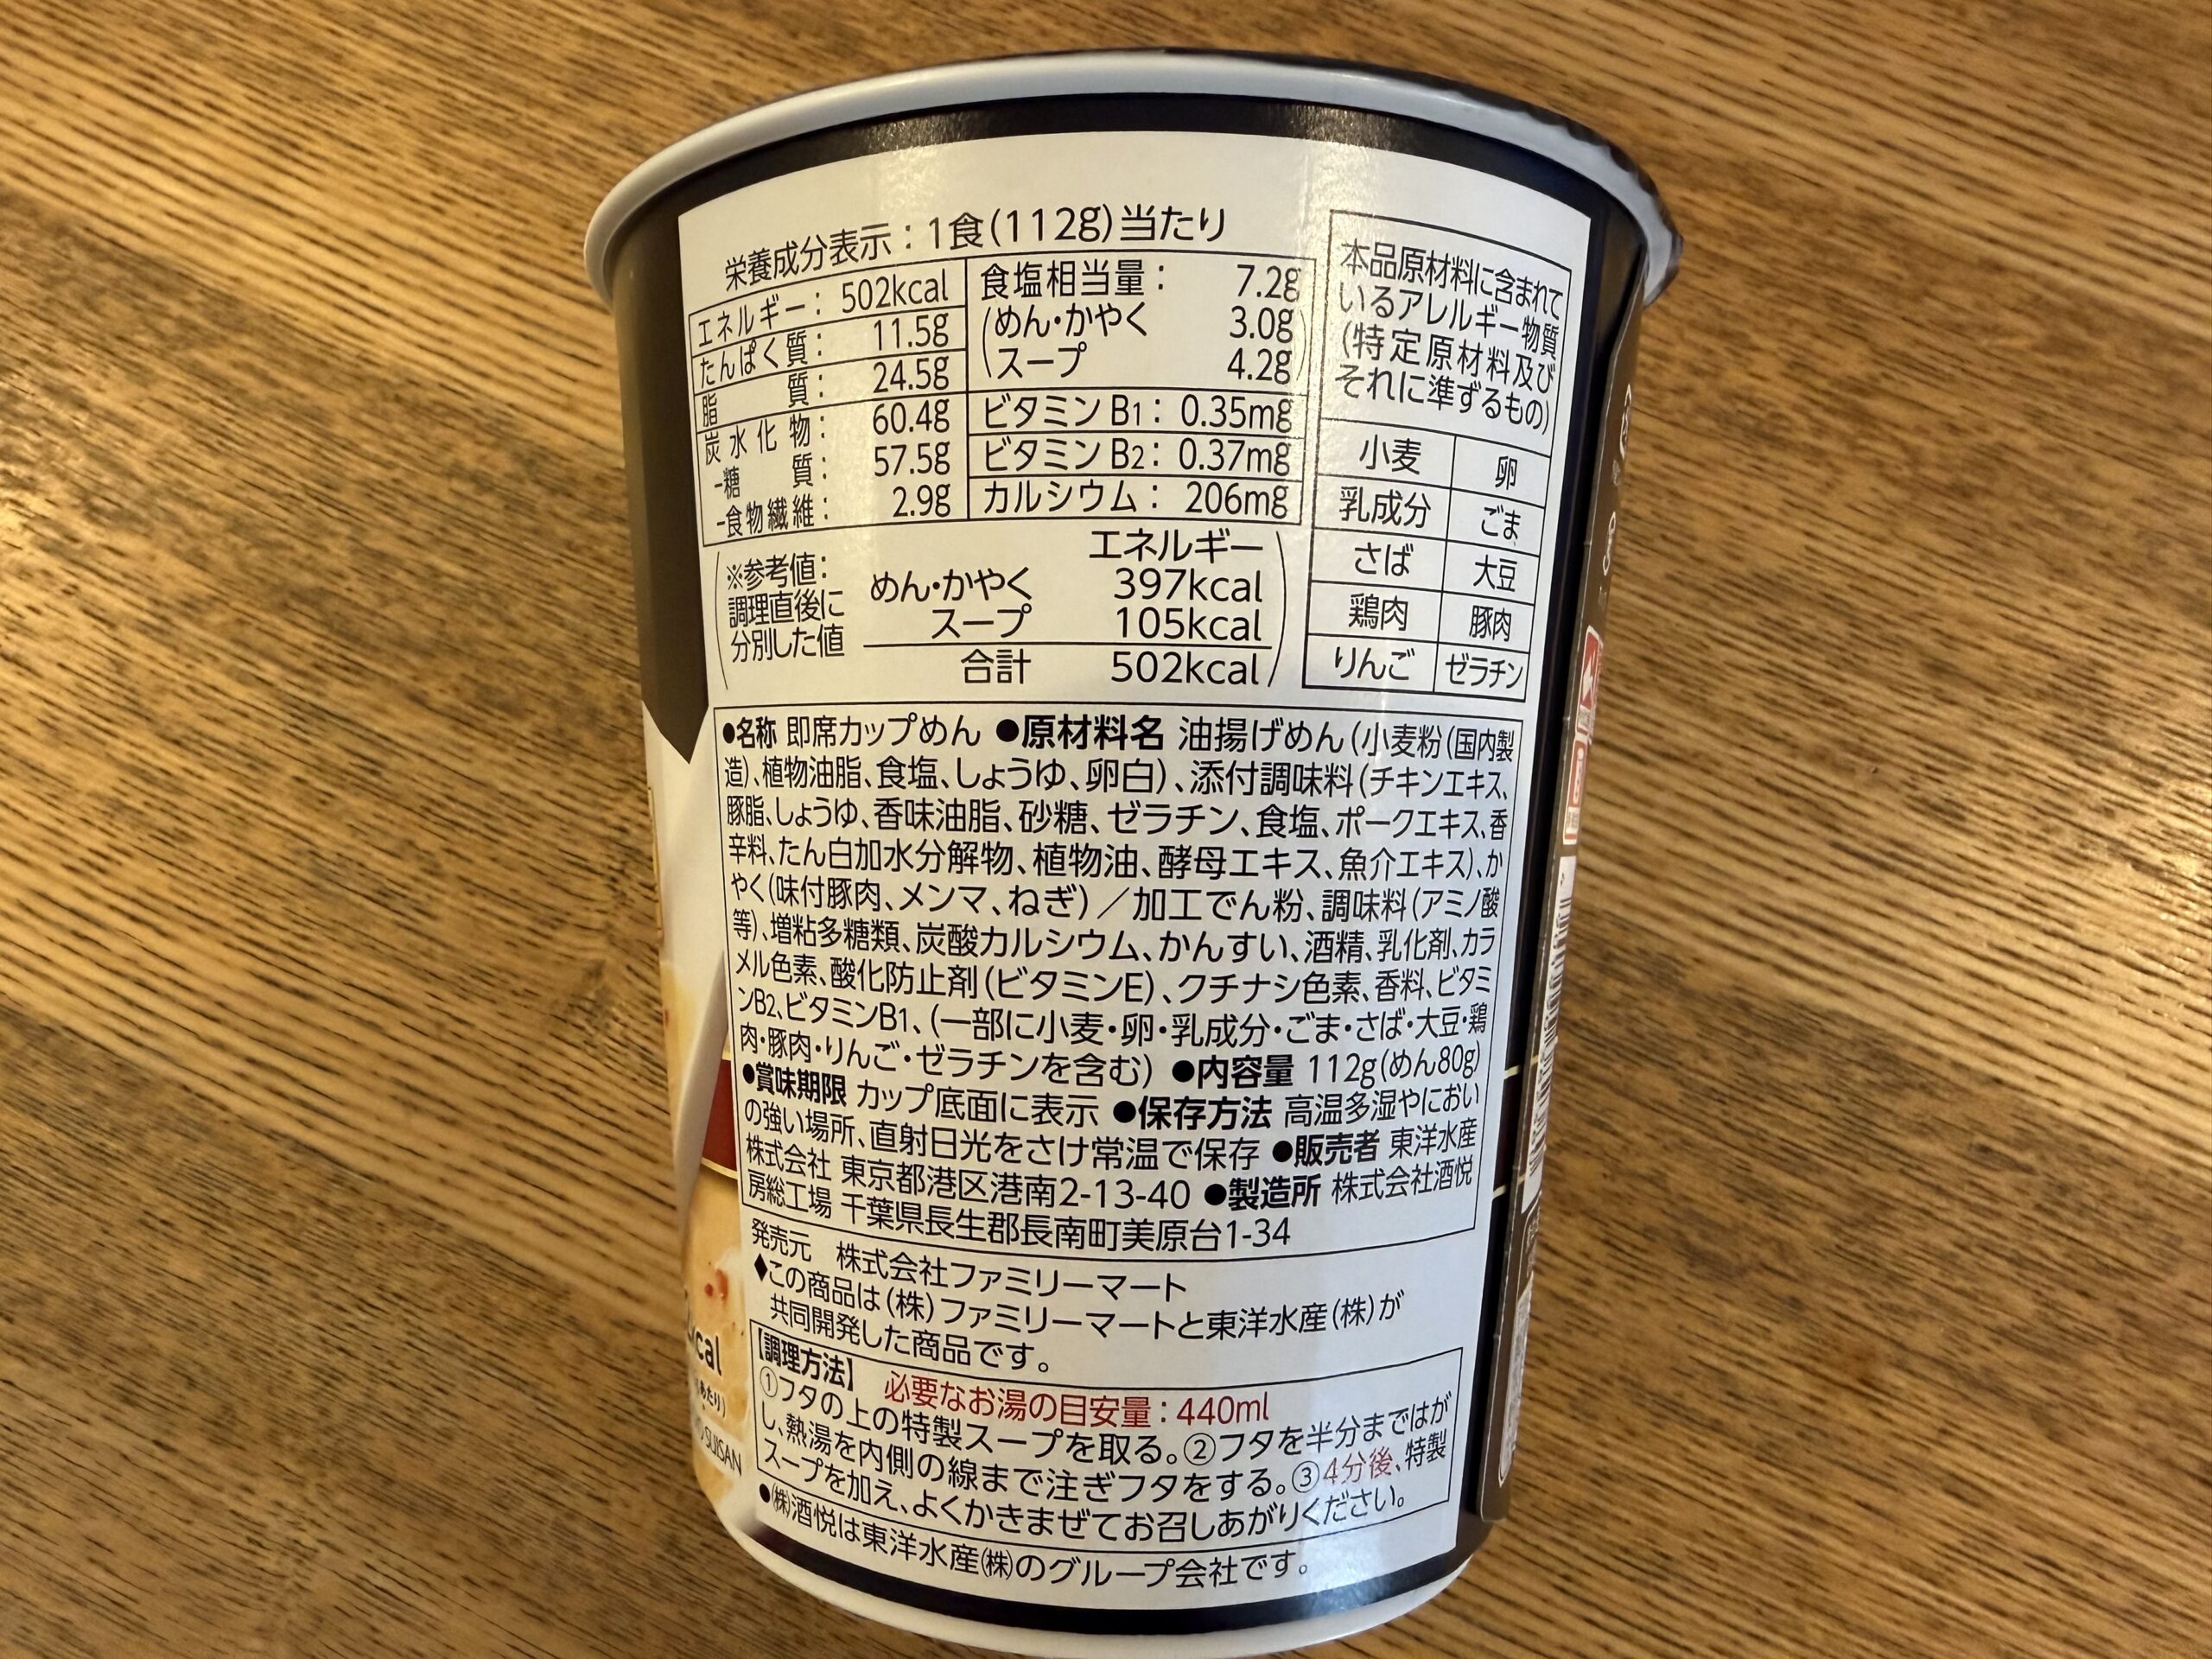 栄養成分表示：1食(112g)当たり
エネルギー：502kcal
たんぱく質：11.5g
脂質：24.5g
炭水化物：60.4g
-糖質：57.5g
-食物繊維：2.9g
食塩相当量：7.2g
(めん・かやく 3.0g)
(スープ 4.2g)
ビタミンB1：0.35mg
ビタミンB2：0.37mg
カルシウム：206mg
※参考値：
調理直後に
分別した値
エネルギー
めん・かやく 397kcal
スープ 105kcal
合計 502kcal
本品原材料に含まれて
いるアレルギー物質
(特定原材料及び
それに準ずるもの)
小麦 卵
乳成分 ごま
さば 大豆
鶏肉 豚肉
りんご ゼラチン
●名称 即席カップめん ●原材料名 油揚げめん(小麦粉(国内製
造)、植物油脂、食塩、しょうゆ、卵白)、添付調味料(チキンエキス、
豚脂、しょうゆ、香味油脂、砂糖、ゼラチン、食塩、ポークエキス、香
辛料、たん白加水分解物、植物油、酵母エキス、魚介エキス)、か
やく(味付豚肉、メンマ、ねぎ)／加工でん粉、調味料(アミノ酸
等)、増粘多糖類、炭酸カルシウム、かんすい、酒精、乳化剤、カラ
メル色素、酸化防止剤(ビタミンE)、クチナシ色素、香料、ビタミ
ンB2、ビタミンB1、(一部に小麦・卵・乳成分・ごま・さば・大豆・鶏
肉・豚肉・りんご・ゼラチンを含む) ●内容量 112g(めん80g)
●賞味期限 カップ底面に表示 ●保存方法 高温多湿やにおい
の強い場所、直射日光をさけ常温で保存 ●販売者 東洋水産
株式会社 東京都港区港南2-13-40 ●製造所 株式会社酒悦
房総工場 千葉県長生郡長南町美原台1-34
発売元 株式会社ファミリーマート
◆この商品は(株)ファミリーマートと東洋水産(株)が
共同開発した商品です。
【調理方法】 必要なお湯の目安量：440ml
①フタの上の特製スープを取る。②フタを半分まではが
し、熱湯を内側の線まで注ぎフタをする。③4分後、特製
スープを加え、よくかきまぜてお召しあがりください。
●㈱酒悦は東洋水産㈱のグループ会社です。
cal
あたり)
SUISAN